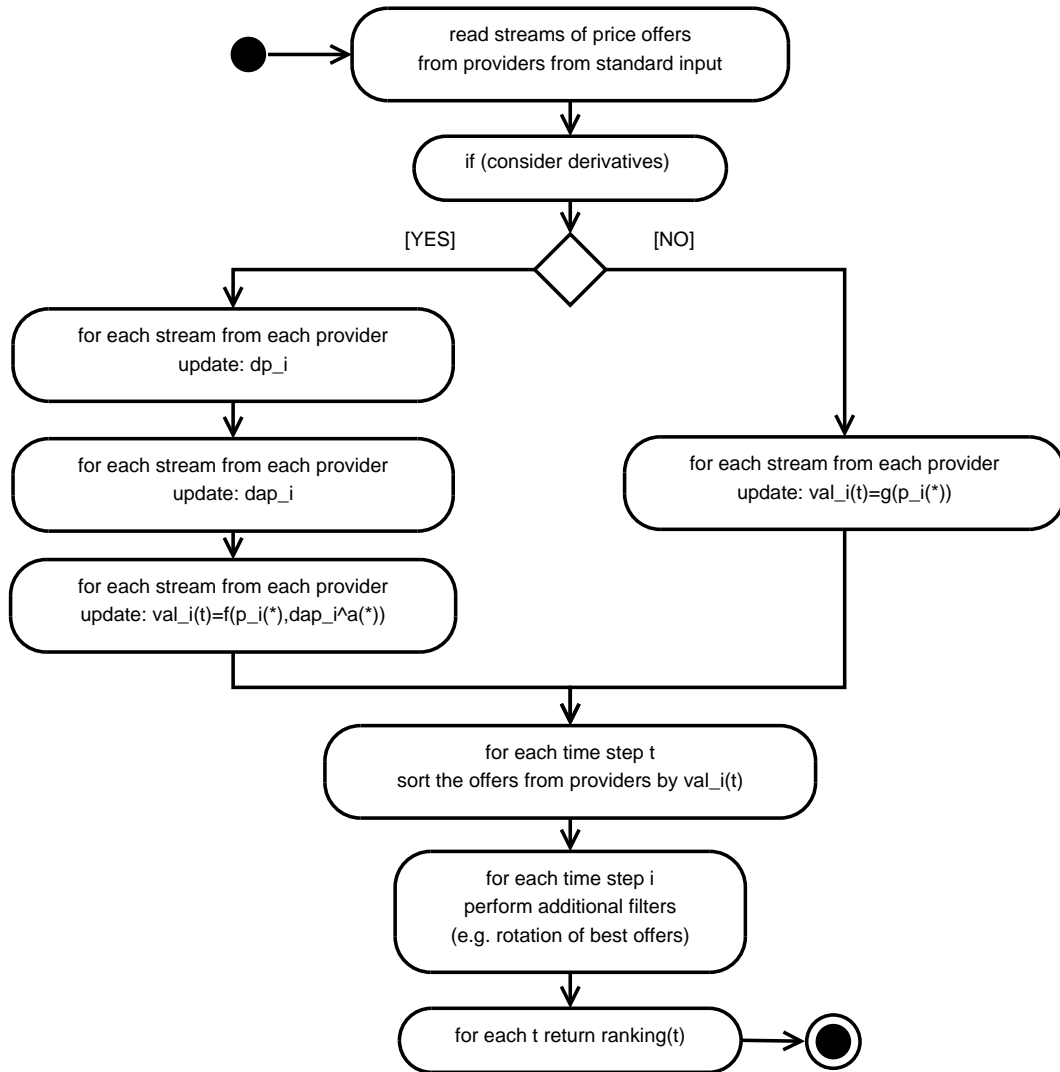 read streams of price offers
from providers from standard input
if (consider derivatives)
[YES]
[NO]
for each stream from each provider
update: dp_i
for each stream from each provider
update: dap_i
for each stream from each provider
update: val_i(t)=f(p_i(*),dap_i^a(*))
for each stream from each provider
update: val_i(t)=g(p_i(*))
for each time step t
sort the offers from providers by val_i(t)
for each time step i
perform additional filters
(e.g. rotation of best offers)
for each t return ranking(t)